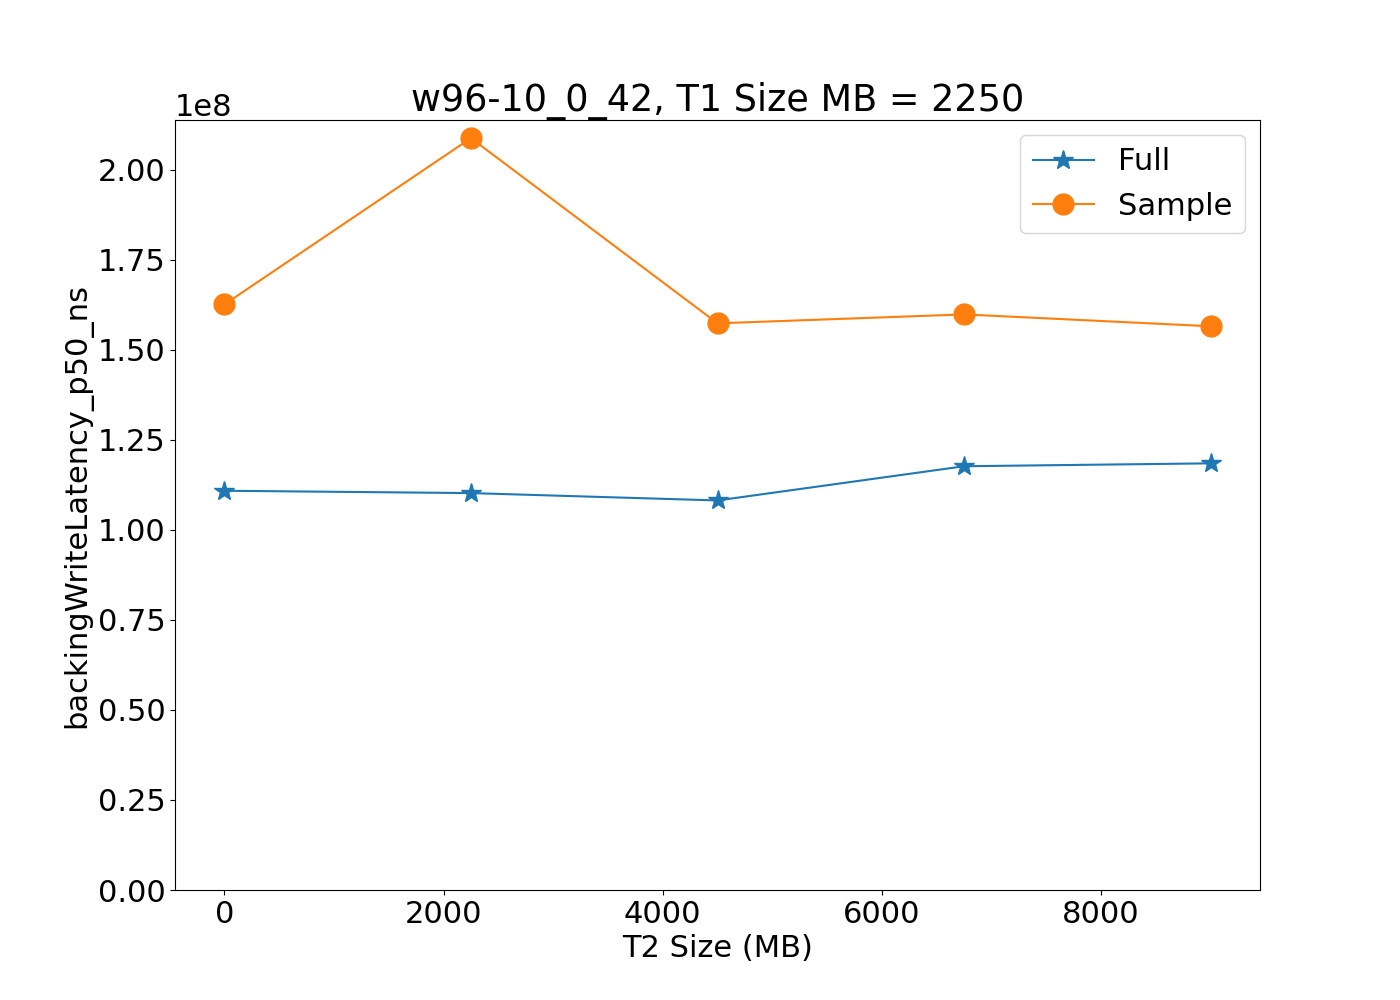 w96-10_0_42, T1 Size MB = 2250
1e8
Full
Sample
2.00
1.75
1.50
1.25
1.00
0.75
0.50
0.25
0.00
backingWriteLatency_p50_ns
0 2000 4000 6000 8000
T2 Size (MB)